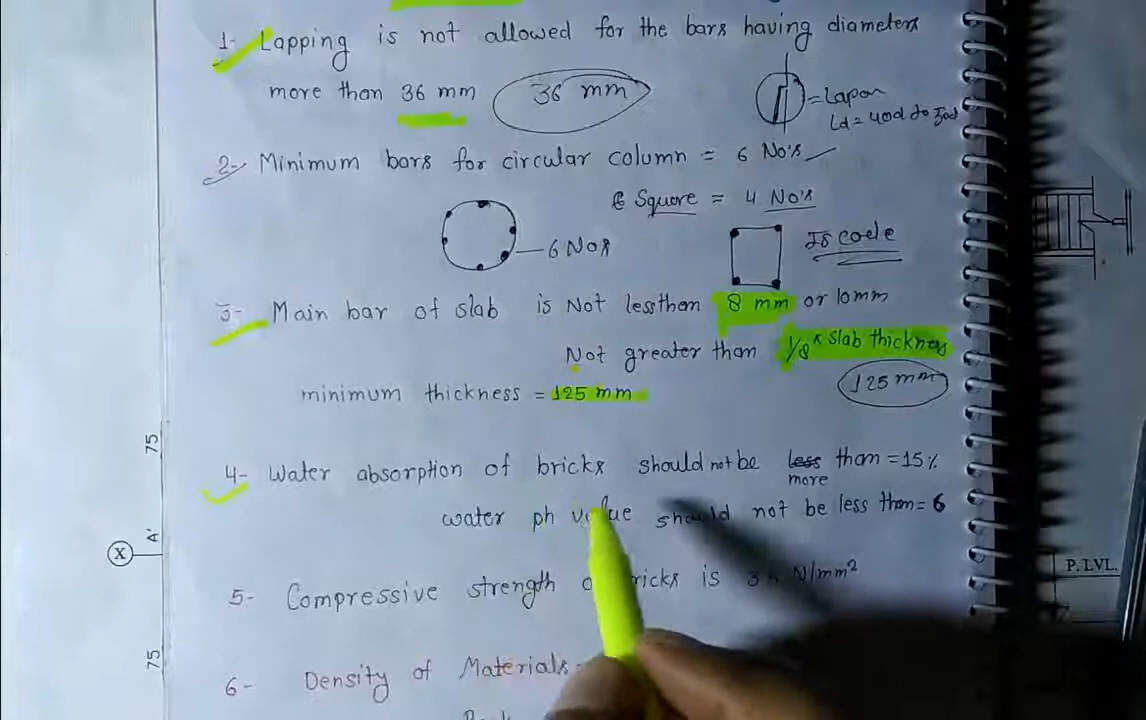 1- Lapping is not allowed for the bars having diameters
more than 36 mm 36 mm
= Lapan
Ld = 40d to 50d
2- Minimum bars for circular column = 6 No's
Square = 4 No's
6 Nos
IS code
3- Main bar of slab is Not lessthan 8 mm or 10mm
Not greater than 1/8 x slab thickness
125 mm
minimum thickness = 125 mm
4- Water absorption of bricks should not be less than = 15%
more
water ph value should not be less than = 6
5- Compressive strength bricks is N/mm²
6- Density of Materials
75
A'
X
75
P.LVL.